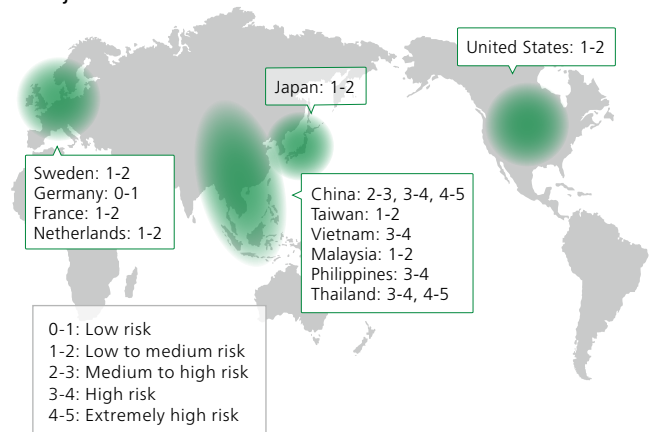 United States: 1-2
Japan: 1-2
Sweden: 1-2
Germany: 0-1
France: 1-2
Netherlands: 1-2
China: 2-3, 3-4, 4-5
Taiwan: 1-2
Vietnam: 3-4
Malaysia: 1-2
Philippines: 3-4
Thailand: 3-4, 4-5
0-1: Low risk
1-2: Low to medium risk
2-3: Medium to high risk
3-4: High risk
4-5: Extremely high risk